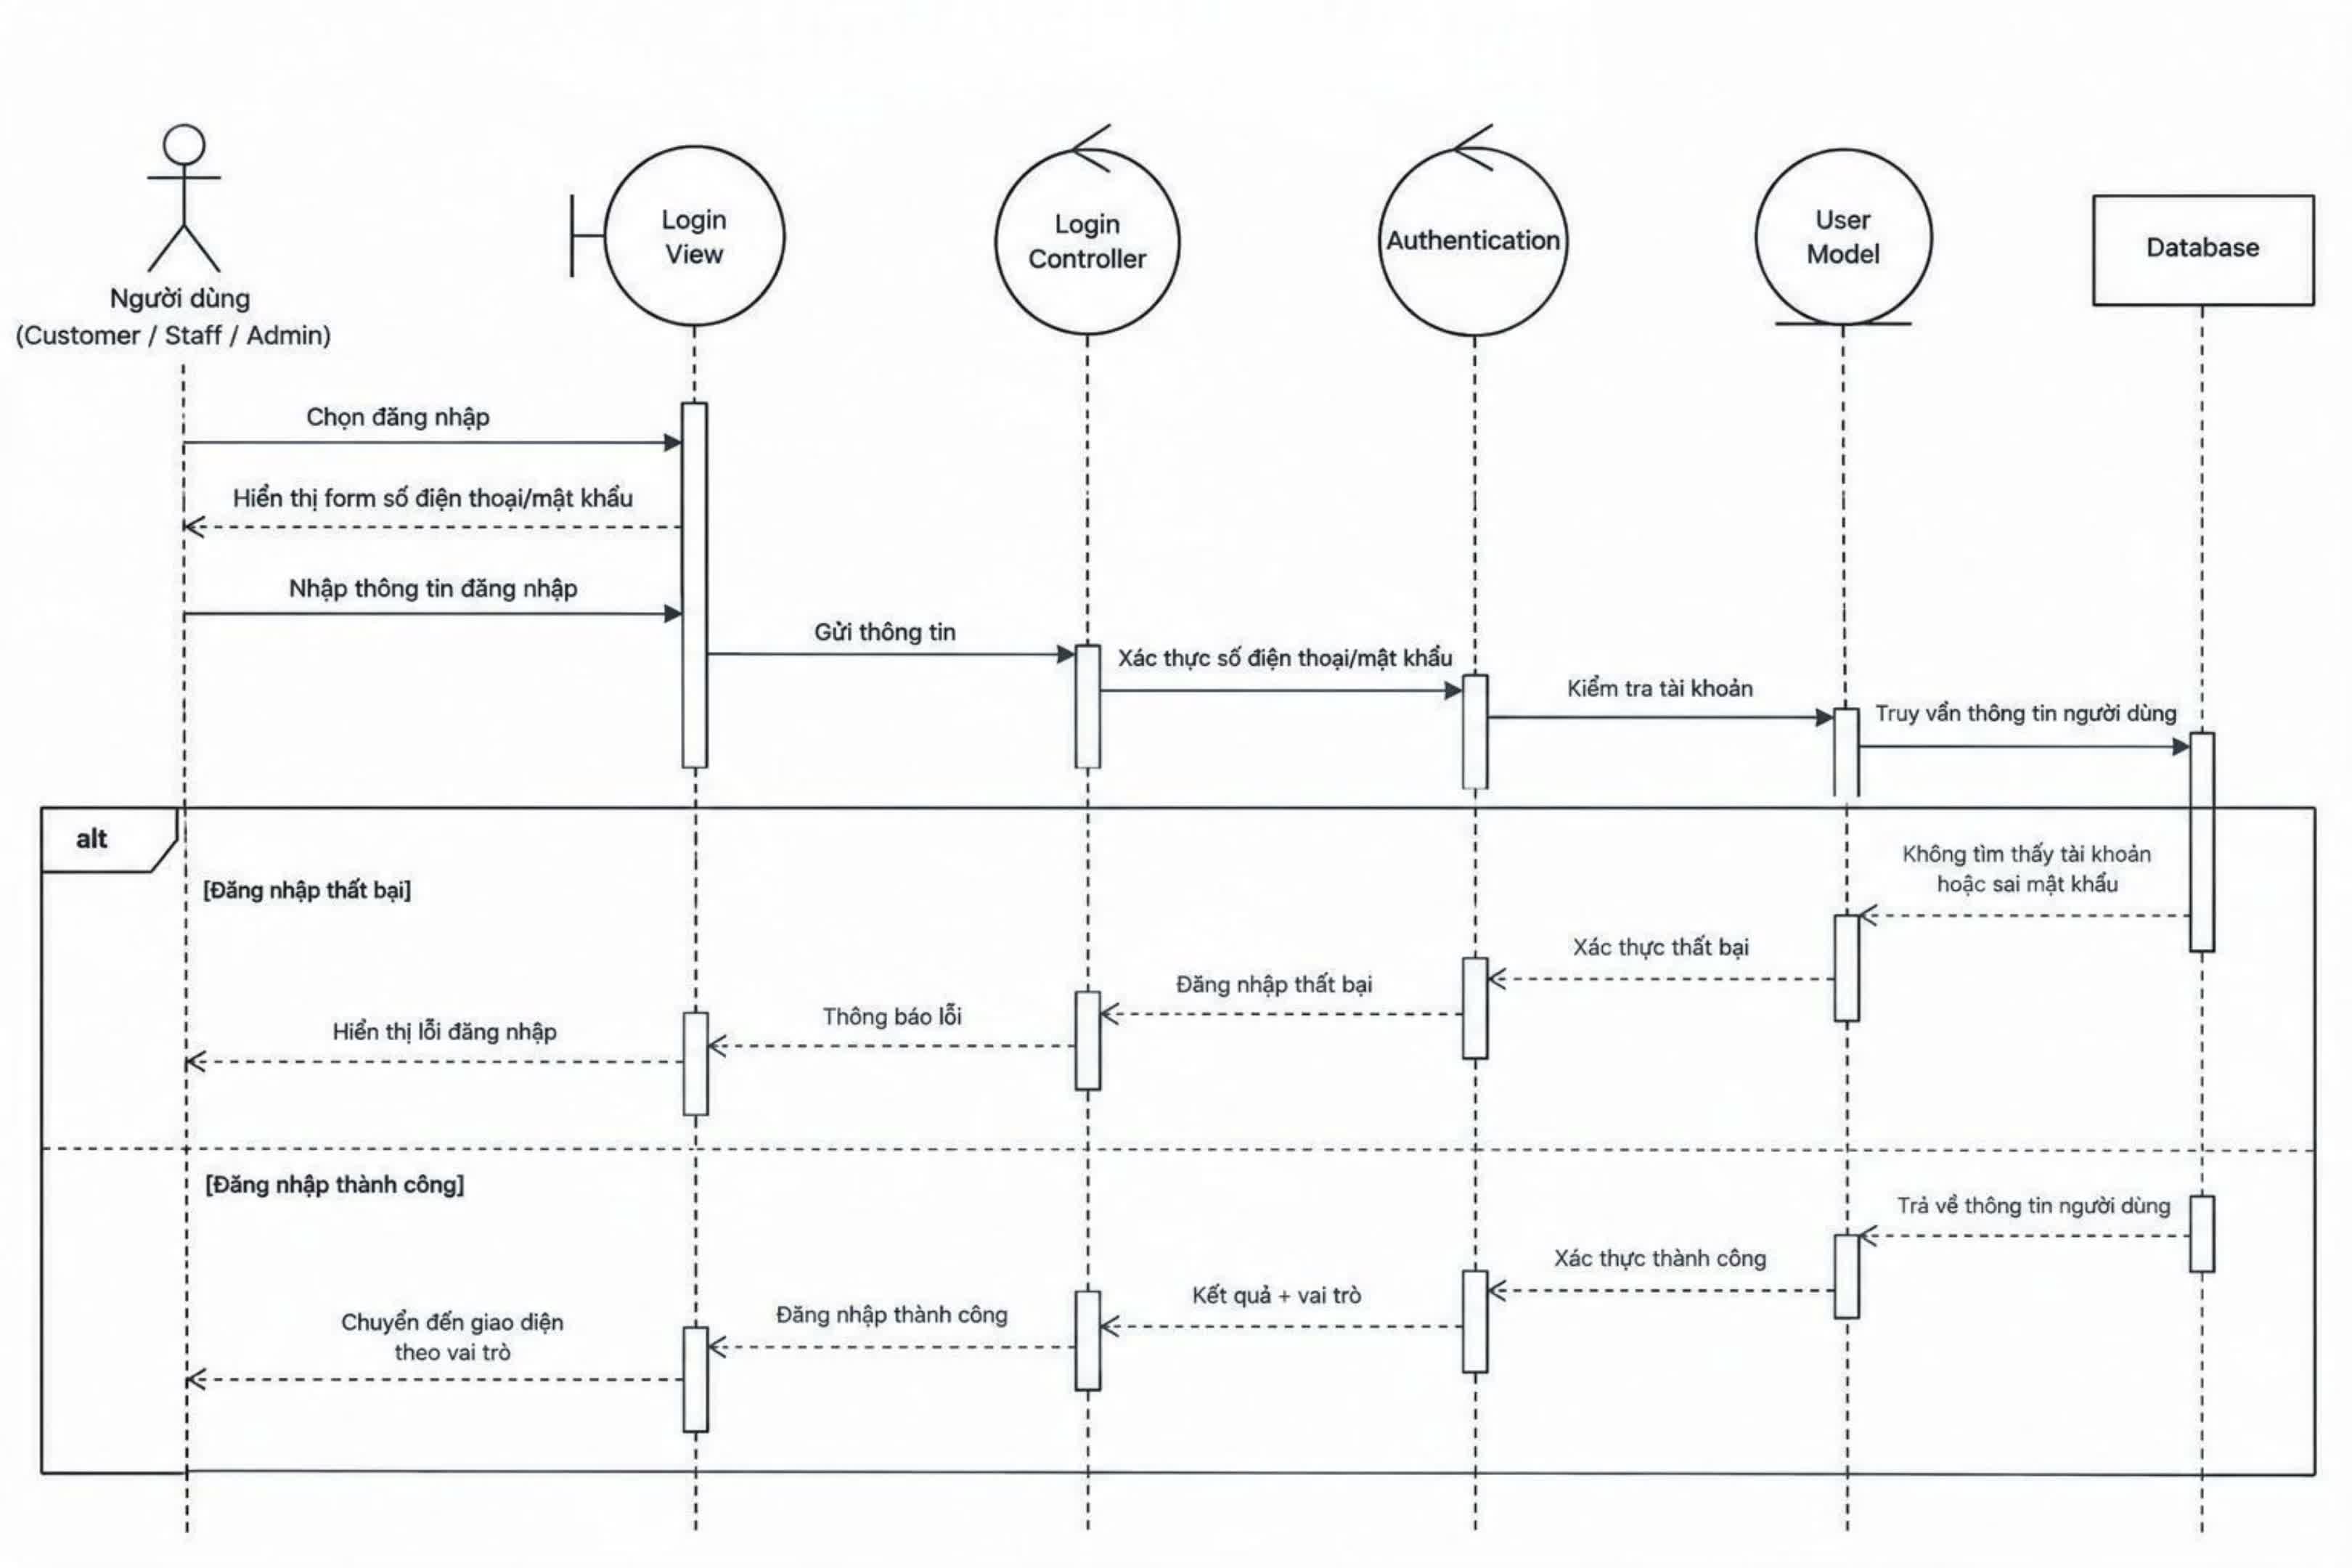 Login
View
Login
Controller
Authentication
User
Model
Database
Người dùng
(Customer / Staff / Admin)
Chọn đăng nhập
Hiển thị form số điện thoại/mật khẩu
Nhập thông tin đăng nhập
Gửi thông tin
Xác thực số điện thoại/mật khẩu
Kiểm tra tài khoản
Truy vấn thông tin người dùng
alt
[Đăng nhập thất bại]
Không tìm thấy tài khoản
hoặc sai mật khẩu
Xác thực thất bại
Đăng nhập thất bại
Thông báo lỗi
Hiển thị lỗi đăng nhập
[Đăng nhập thành công]
Trả về thông tin người dùng
Xác thực thành công
Kết quả + vai trò
Đăng nhập thành công
Chuyển đến giao diện
theo vai trò